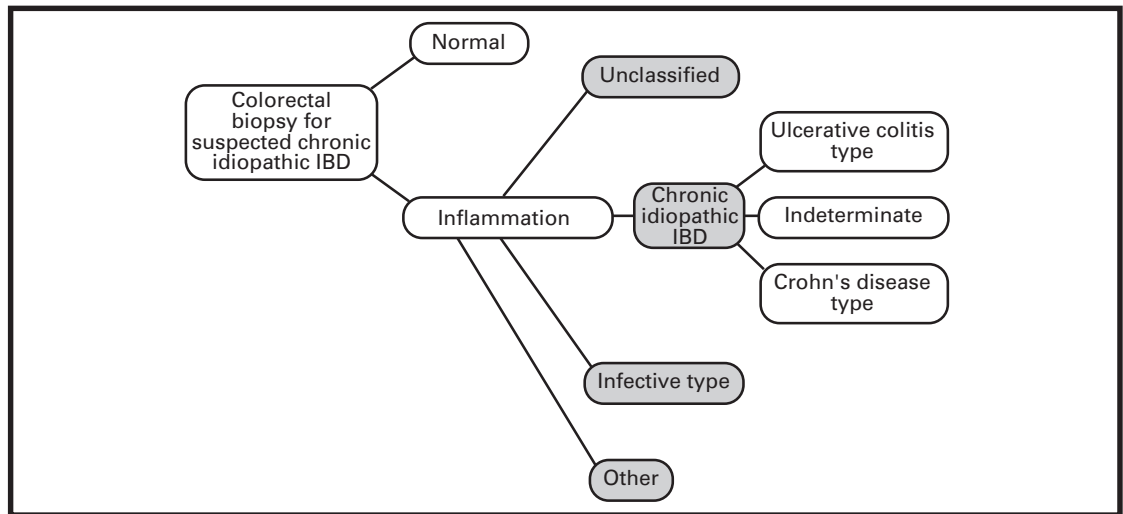 Normal
Colorectal
biopsy for
suspected chronic
idiopathic IBD
Unclassified
Inflammation
Chronic
idiopathic
IBD
Ulcerative colitis
type
Indeterminate
Crohn's disease
type
Infective type
Other